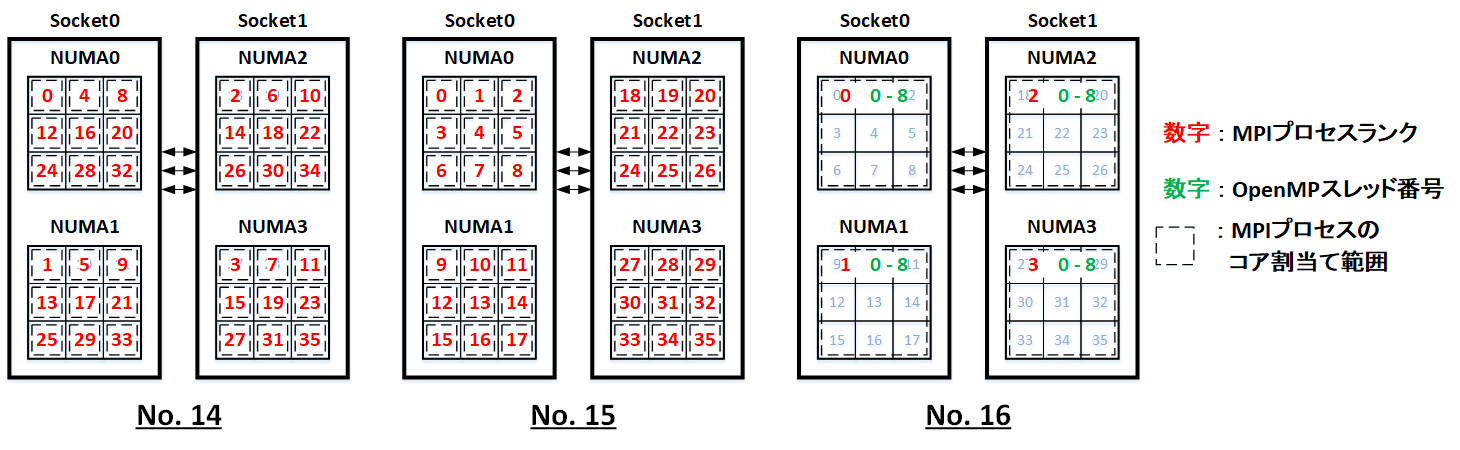 Socket0 Socket1
NUMA0 NUMA2
0 4 8 2 6 10
12 16 20 14 18 22
24 28 32 26 30 34
NUMA1 NUMA3
1 5 9 3 7 11
13 17 21 15 19 23
25 29 33 27 31 35
No. 14
Socket0 Socket1
NUMA0 NUMA2
0 1 2 18 19 20
3 4 5 21 22 23
6 7 8 24 25 26
NUMA1 NUMA3
9 10 11 27 28 29
12 13 14 30 31 32
15 16 17 33 34 35
No. 15
Socket0 Socket1
NUMA0 NUMA2
0 0 0 - 8 2 18 2 0 - 8 20
3 4 5 21 22 23
6 7 8 24 25 26
NUMA1 NUMA3
9 1 0 - 8 11 27 3 0 - 8 29
12 13 14 30 31 32
15 16 17 33 34 35
No. 16
数字 : MPIプロセスランク
数字 : OpenMPスレッド番号
: MPIプロセスの
コア割当て範囲